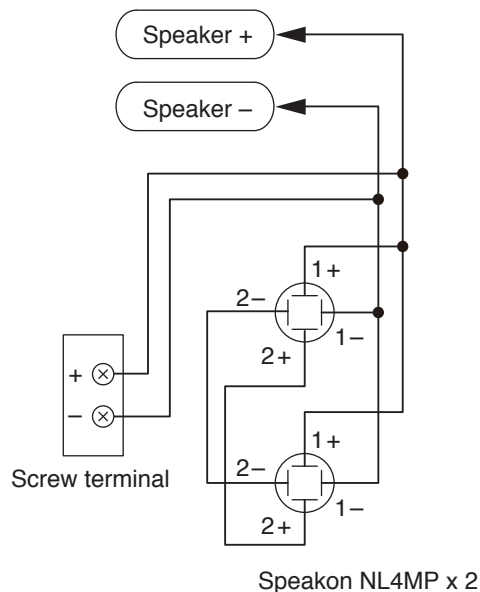 Speaker +
Speaker –
1+
2–
1–
2+
+
–
Screw terminal
1+
2–
1–
2+
Speakon NL4MP x 2